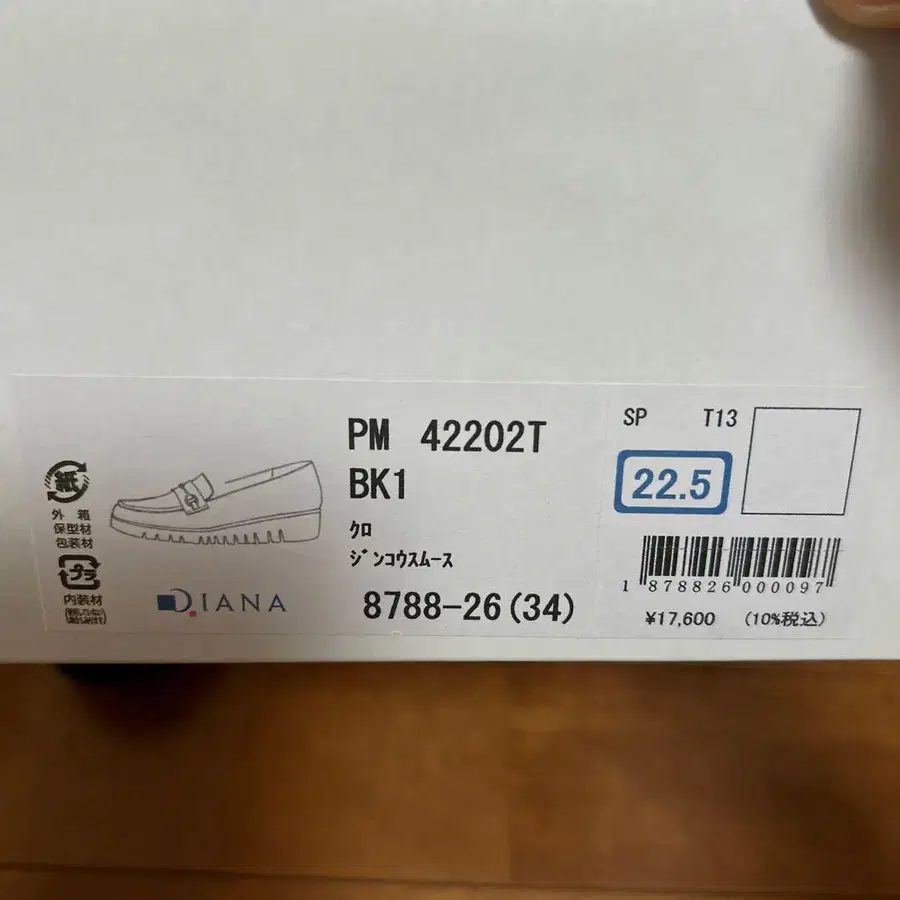 紙
外 箱
保型材
包装材
プラ
内装材
DIANA
PM 42202T
BK1
クロ
ジンコウスムース
8788-26(34)
SP T13
22.5
1 878826 000097
¥17,600 (10%税込)